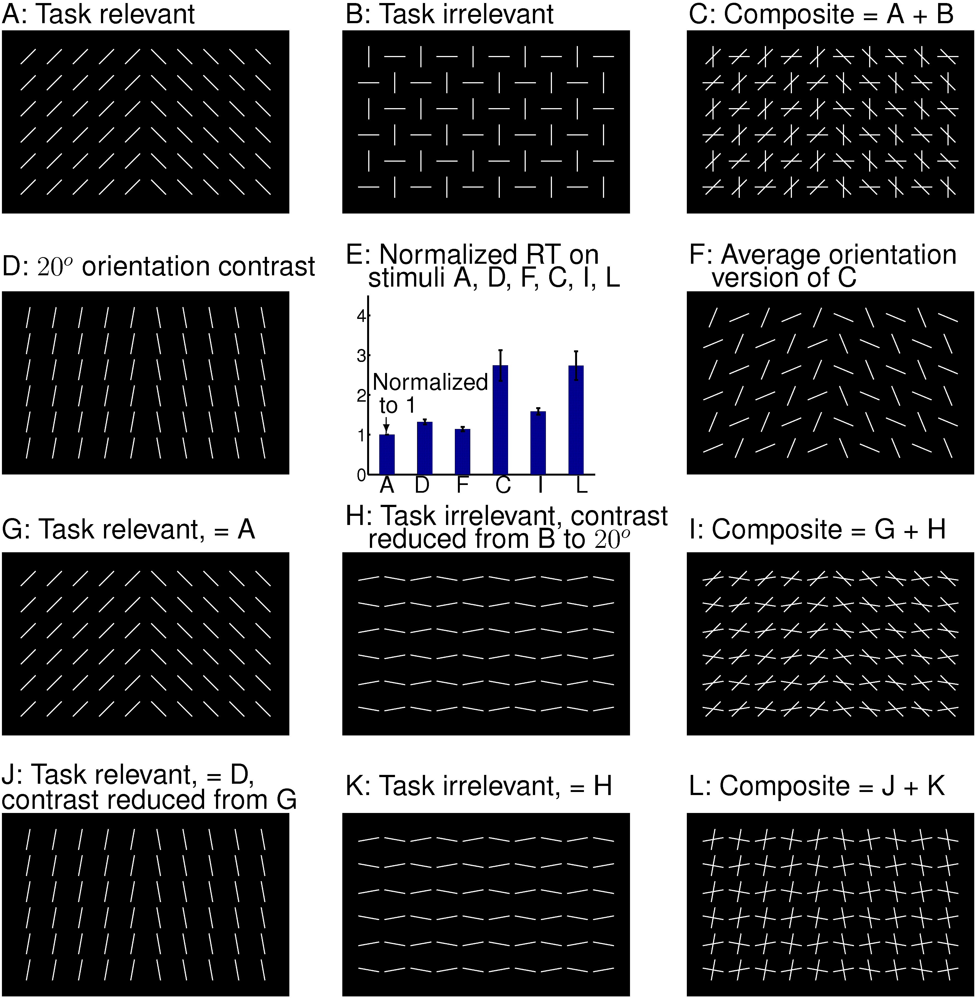 A: Task relevant
B: Task irrelevant
C: Composite = A + B
D: 20° orientation contrast
E: Normalized RT on
stimuli A, D, F, C, I, L
F: Average orientation
version of C
4
3
2
1
0
Normalized
to 1
A D F C I L
G: Task relevant, = A
H: Task irrelevant, contrast
reduced from B to 20°
I: Composite = G + H
J: Task relevant, = D,
contrast reduced from G
K: Task irrelevant, = H
L: Composite = J + K